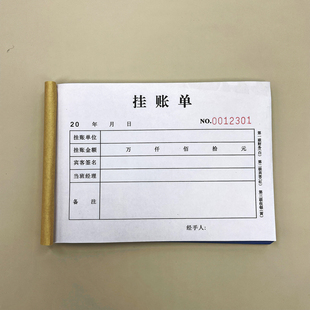 挂账单
20 年 月 日 NO.0012301
挂账单位
挂账金额 万 仟 佰 拾 元
宾客签名
当班经理
备注
经手人: